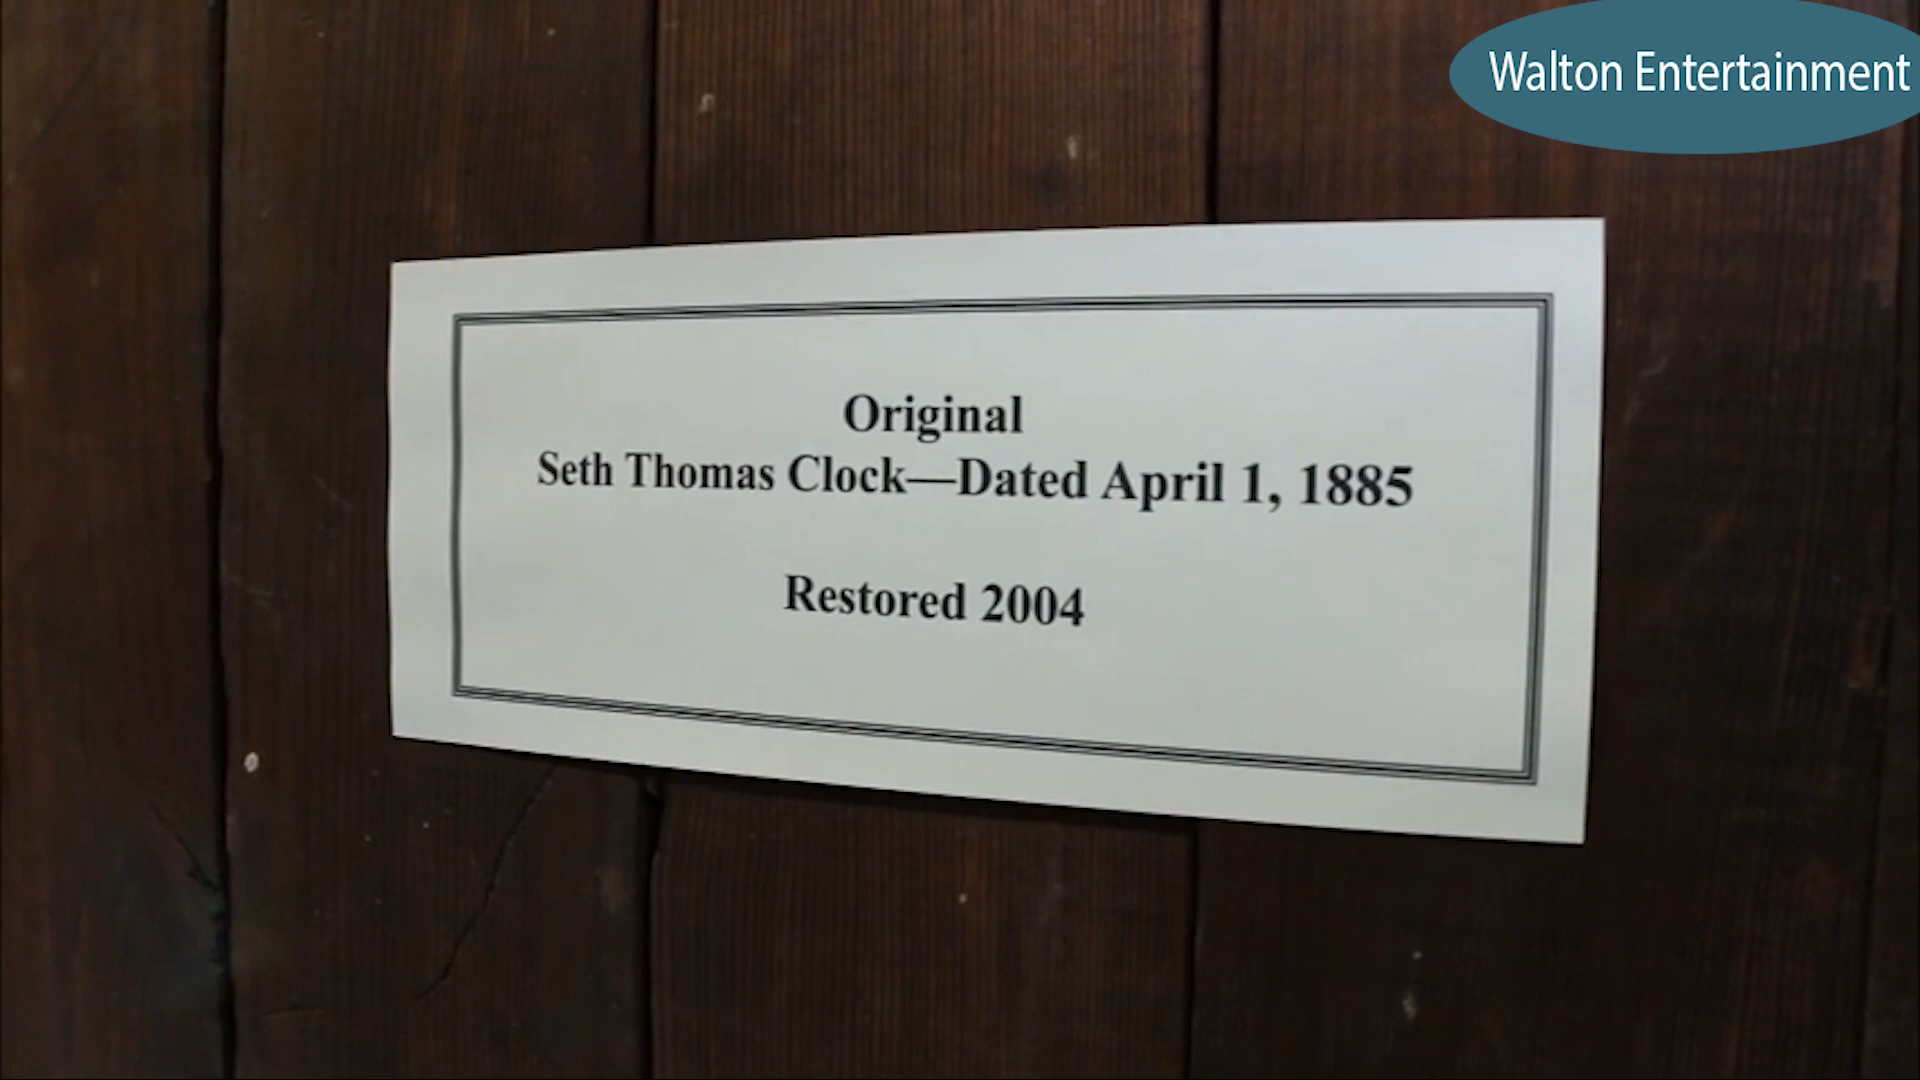 Walton Entertainment
Original
Seth Thomas Clock—Dated April 1, 1885
Restored 2004